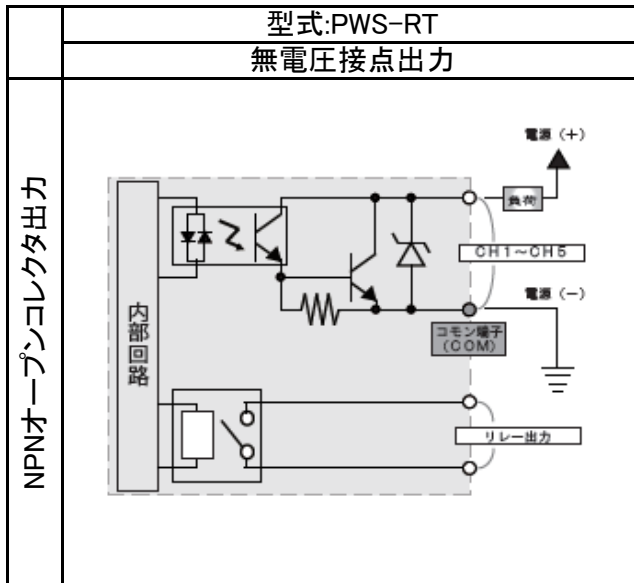 型式:PWS-RT
無電圧接点出力
NPNオープンコレクタ出力
電源(+)
負荷
CH1~CH5
電源(-)
内部回路
コモン端子
(COM)
リレー出力